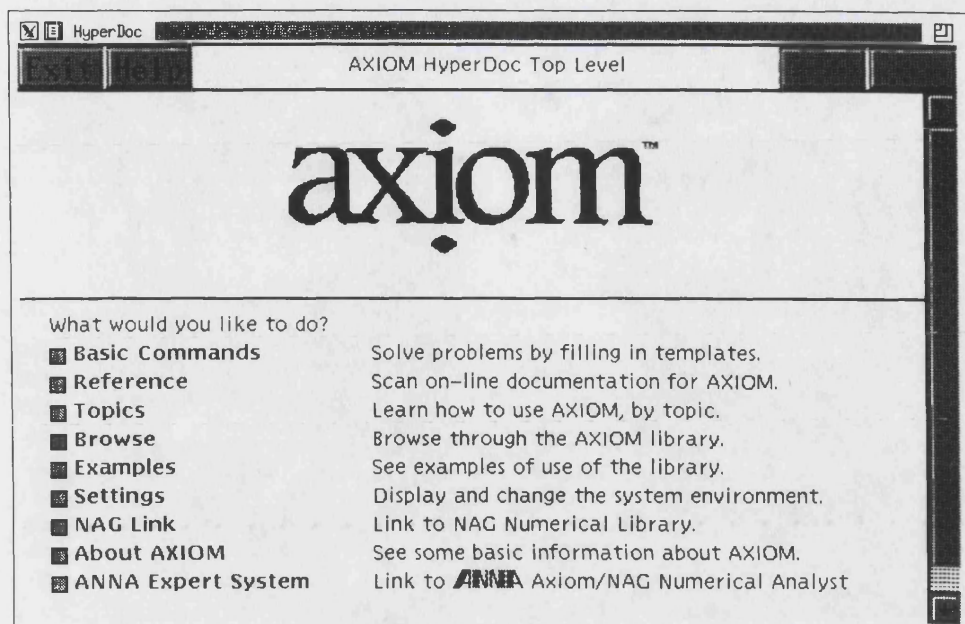 HyperDoc
Exit Help AXIOM HyperDoc Top Level
axiom™
What would you like to do?
Basic Commands Solve problems by filling in templates.
Reference Scan on-line documentation for AXIOM.
Topics Learn how to use AXIOM, by topic.
Browse Browse through the AXIOM library.
Examples See examples of use of the library.
Settings Display and change the system environment.
NAG Link Link to NAG Numerical Library.
About AXIOM See some basic information about AXIOM.
ANNA Expert System Link to ANNA Axiom/NAG Numerical Analyst